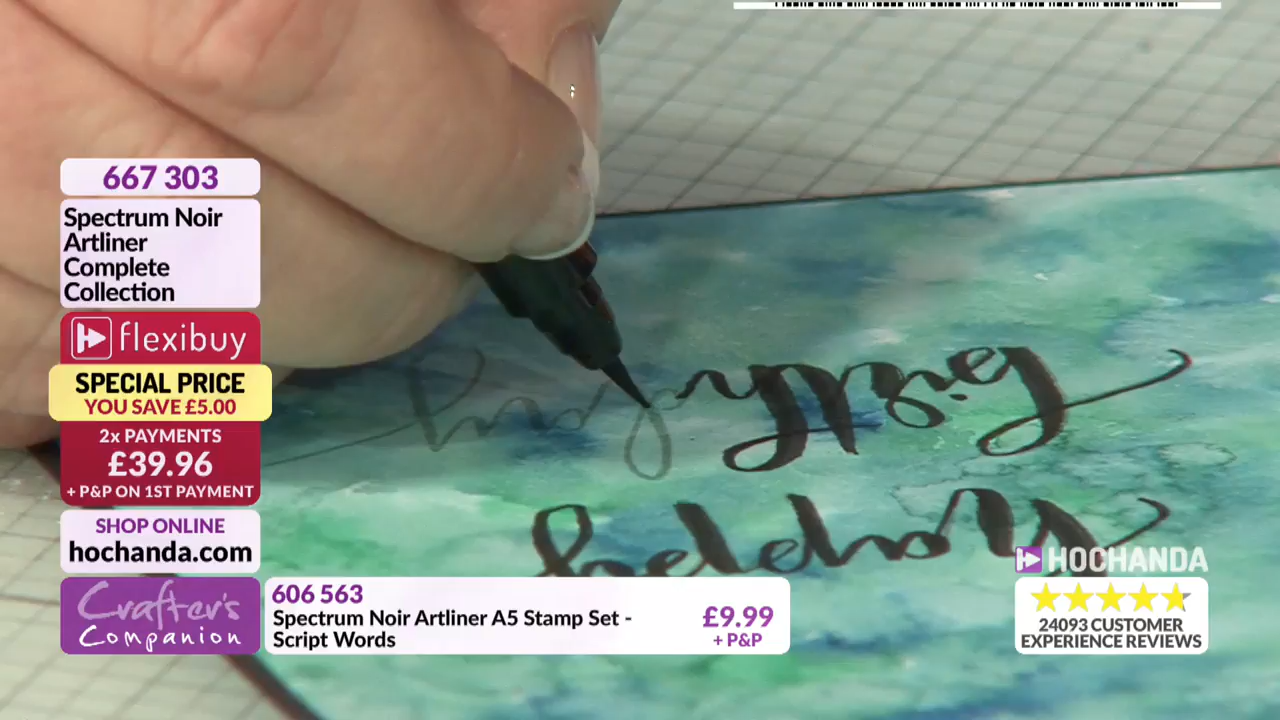 667 303
Spectrum Noir
Artliner
Complete
Collection
flexibuy
SPECIAL PRICE
YOU SAVE £5.00
2x PAYMENTS
£39.96
+ P&P ON 1ST PAYMENT
SHOP ONLINE
hochanda.com
Crafter's
Companion
606 563
Spectrum Noir Artliner A5 Stamp Set -
Script Words
£9.99
+ P&P
HOCHANDA
24093 CUSTOMER
EXPERIENCE REVIEWS
Happy
Birthday